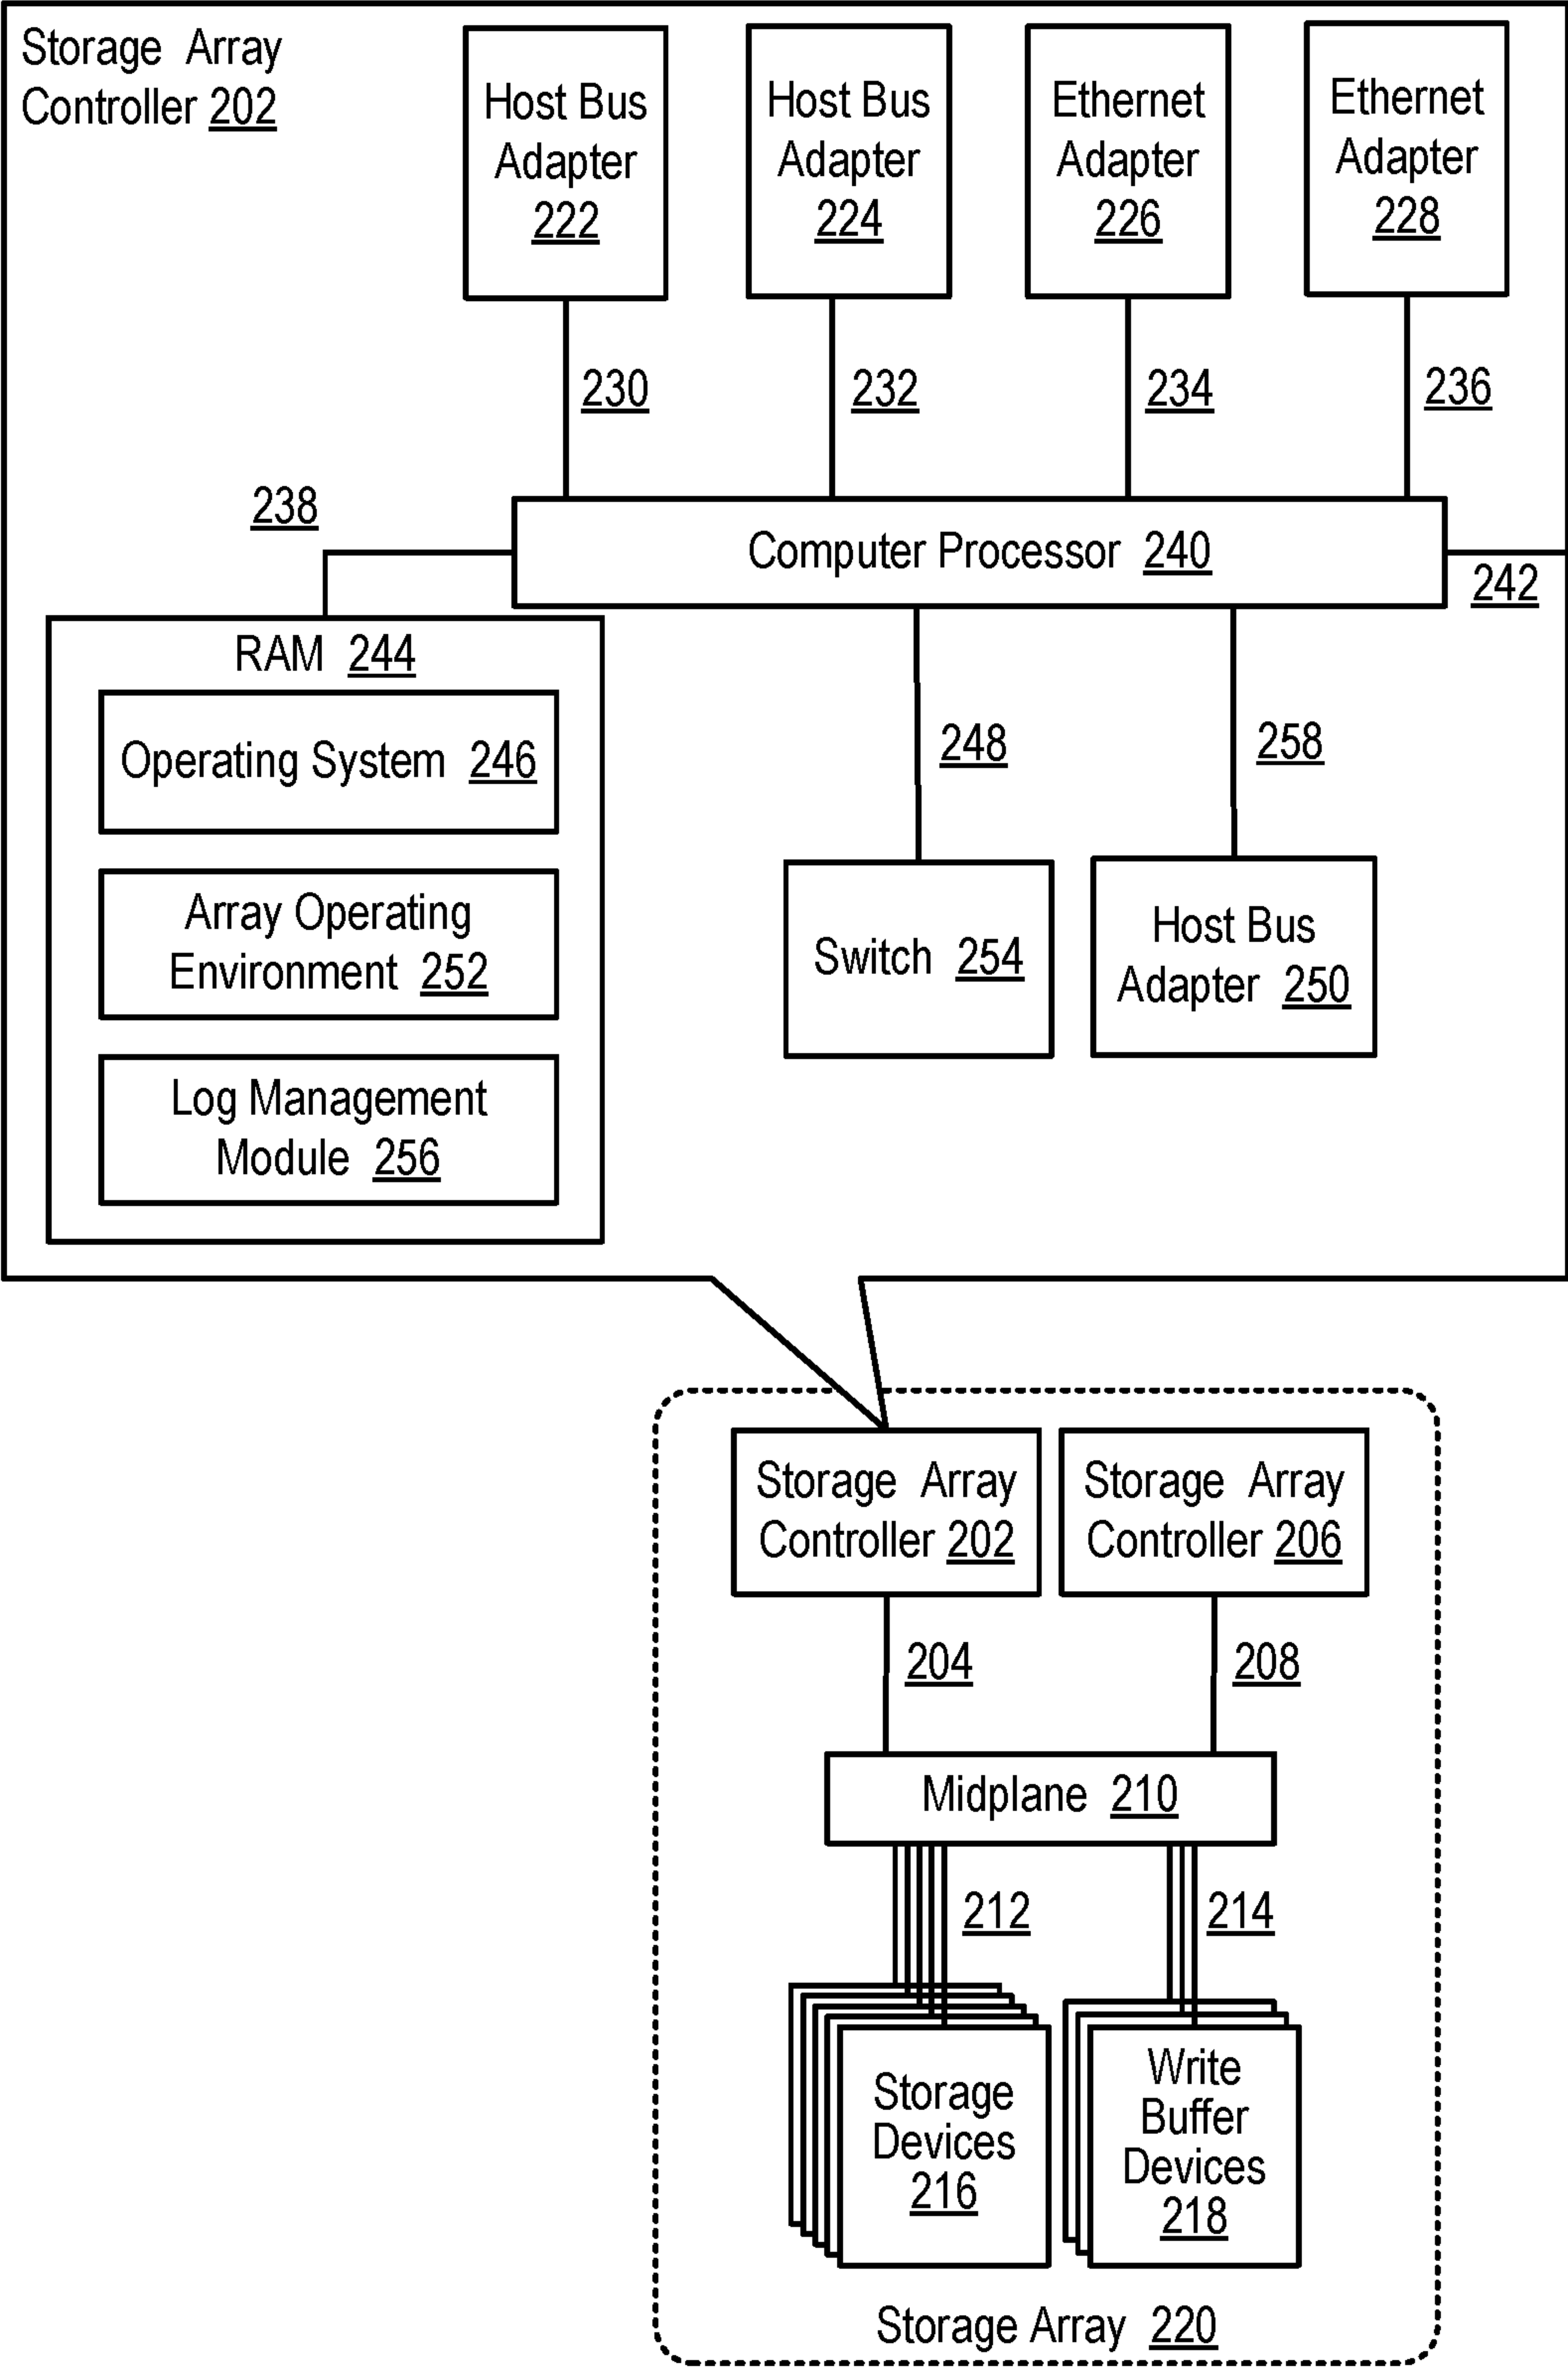 Storage Array
Controller 202
Host Bus
Adapter
222
Host Bus
Adapter
224
Ethernet
Adapter
226
Ethernet
Adapter
228
230
232
234
236
238
Computer Processor 240
242
RAM 244
Operating System 246
Array Operating
Environment 252
Log Management
Module 256
248
258
Switch 254
Host Bus
Adapter 250
Storage Array
Controller 202
Storage Array
Controller 206
204
208
Midplane 210
212
214
Storage
Devices
216
Write
Buffer
Devices
218
Storage Array 220